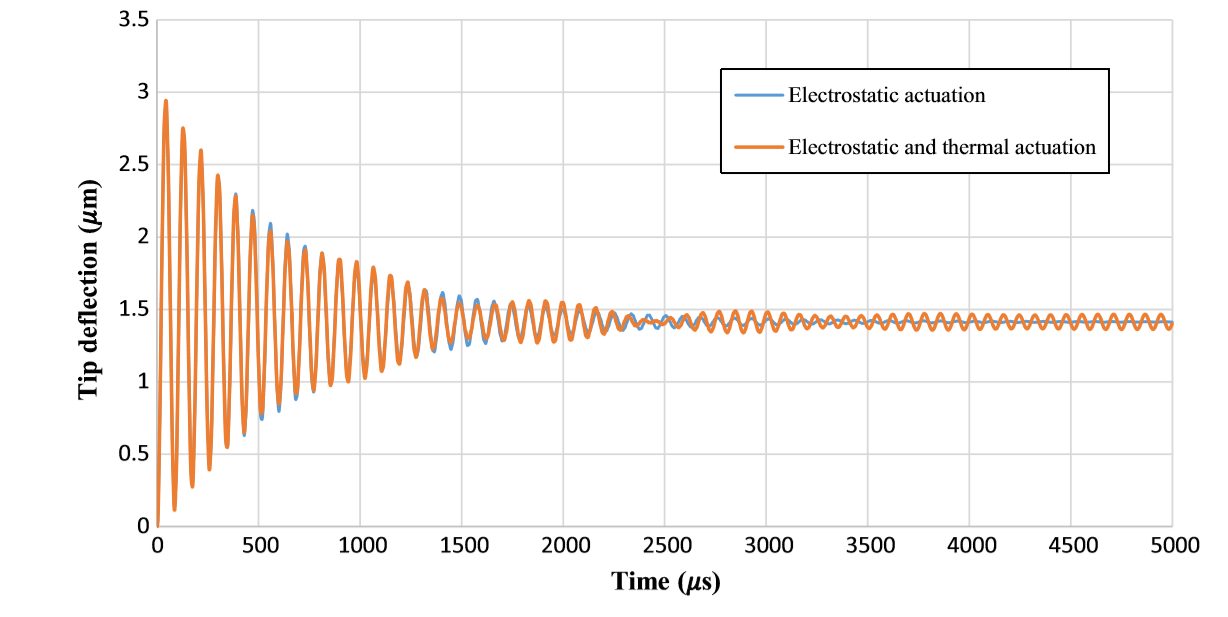 3.5
3
2.5
2
1.5
1
0.5
0
Tip deflection (μm)
Electrostatic actuation
Electrostatic and thermal actuation
0 500 1000 1500 2000 2500 3000 3500 4000 4500 5000
Time (μs)